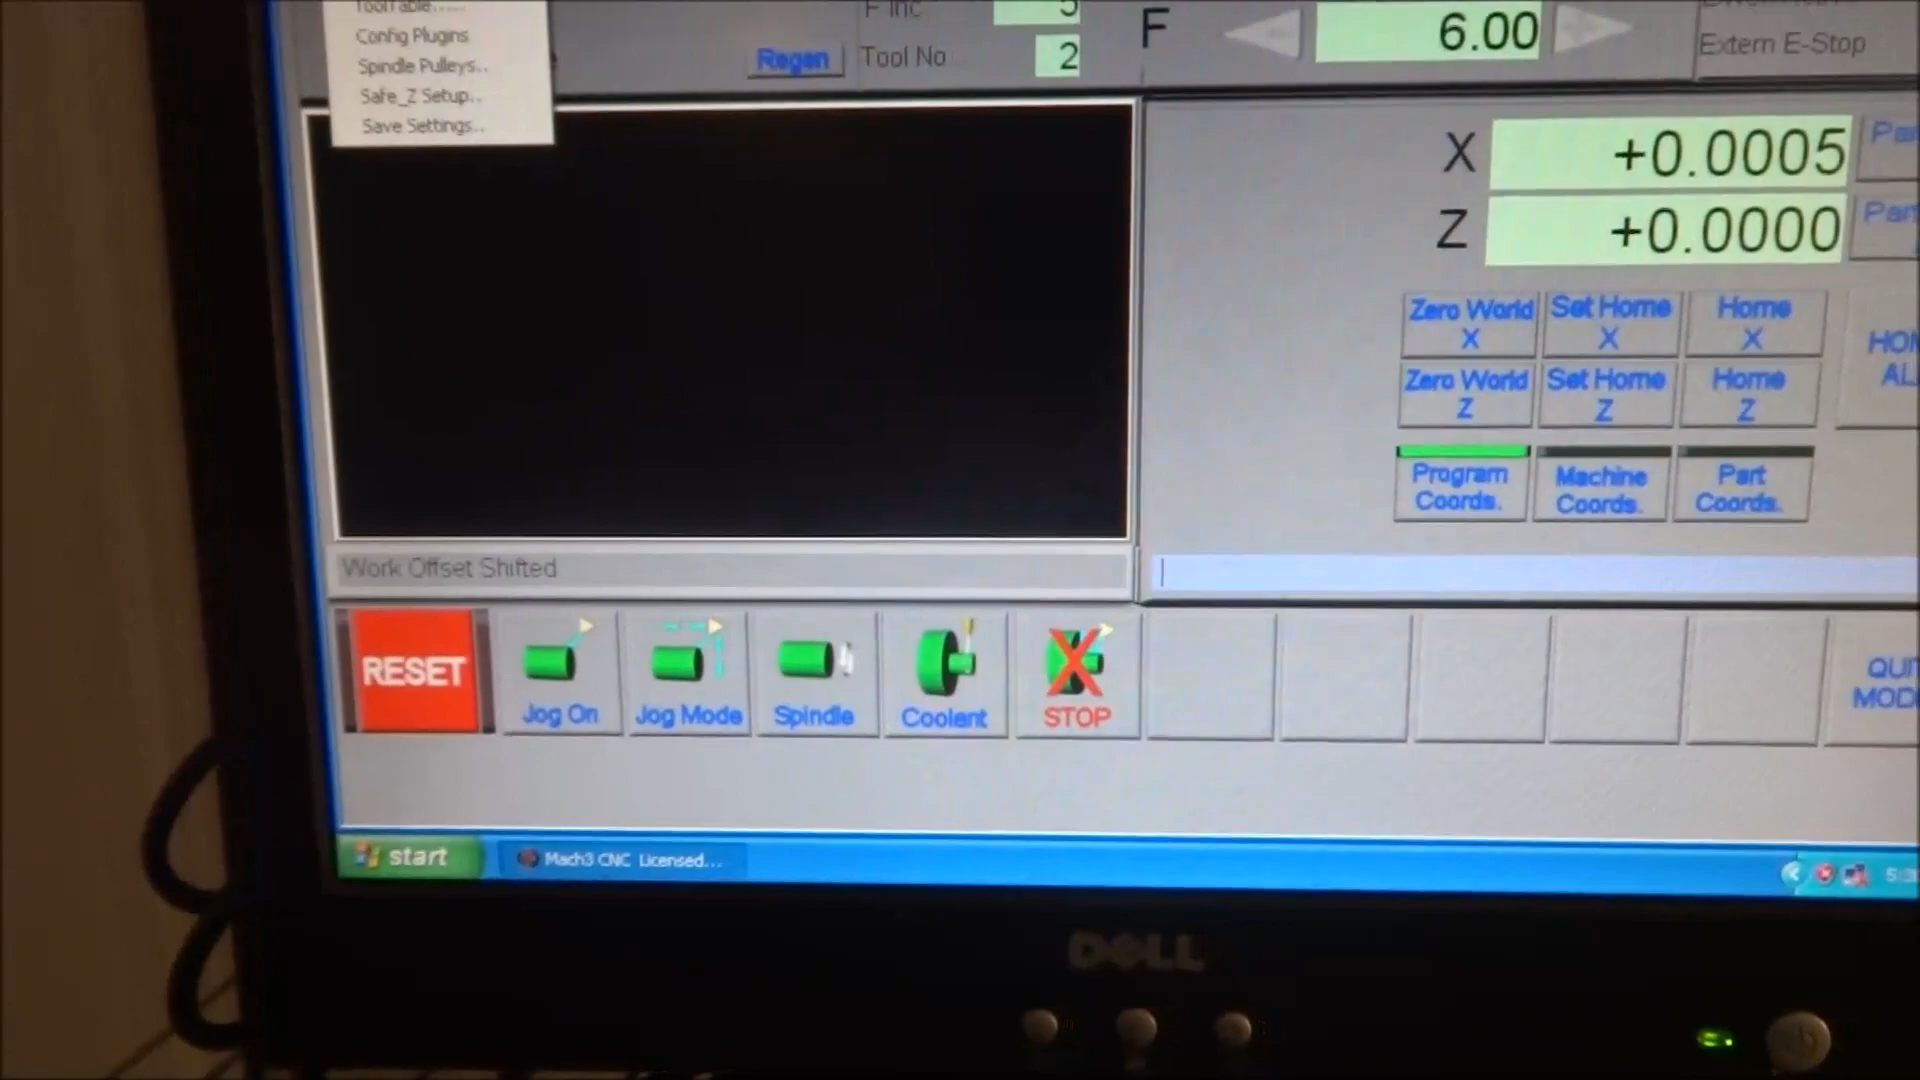 ToolTable.....
Config Plugins
Spindle Pulleys..
Safe_Z Setup..
Save Settings..
Regen
F Inc
5
Tool No
2
F
6.00
Extern E-Stop
X
+0.0005
Z
+0.0000
Zero World
X
Set Home
X
Home
X
Zero World
Z
Set Home
Z
Home
Z
Program
Coords.
Machine
Coords.
Part
Coords.
Work Offset Shifted
RESET
Jog On
Jog Mode
Spindle
Coolant
STOP
start
Mach3 CNC Licensed...
DELL